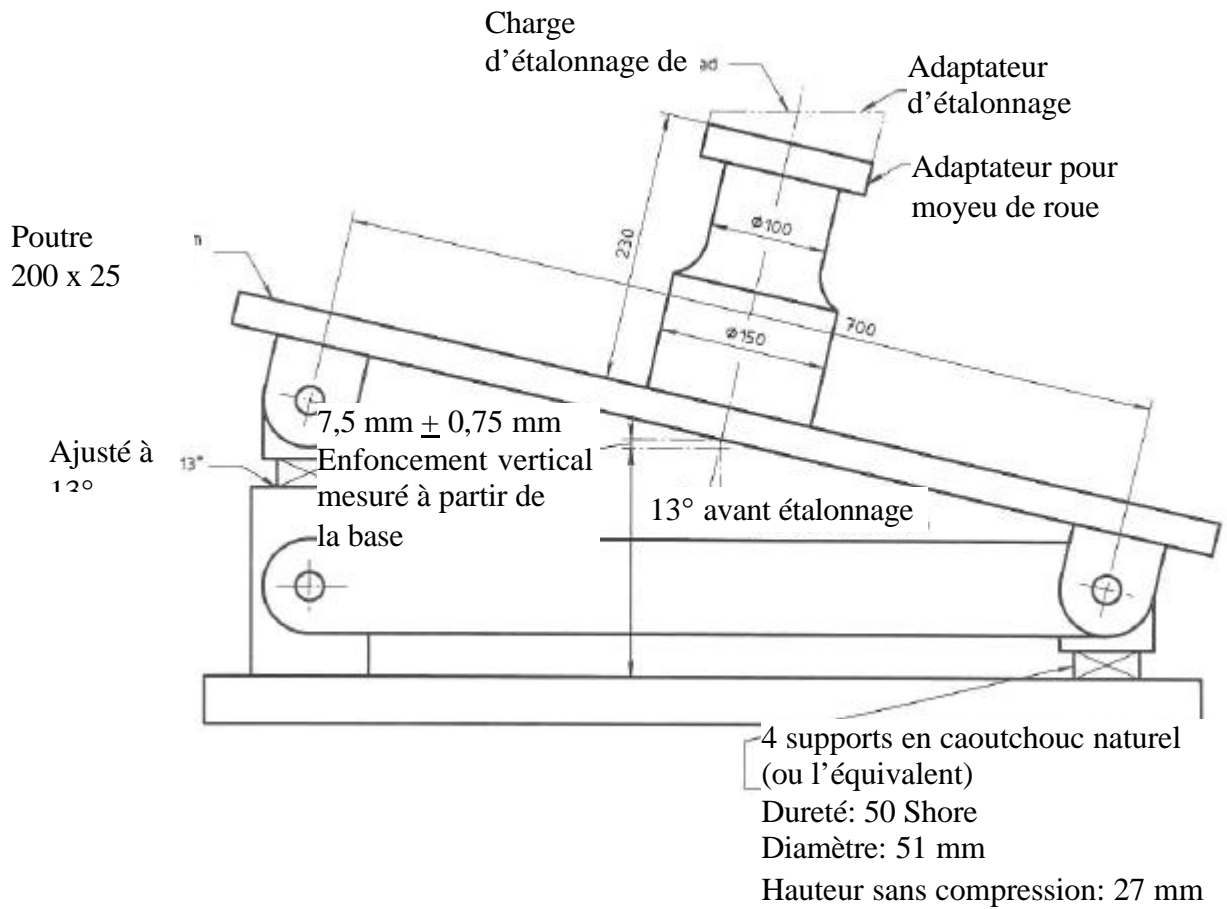 Charge
d’étalonnage de
Adaptateur
d’étalonnage
Adaptateur pour
moyeu de roue
Poutre
200 x 25
230
ø100
700
ø150
7,5 mm ± 0,75 mm
Enfoncement vertical
mesuré à partir de
la base
Ajusté à
13°
13°
13° avant étalonnage
4 supports en caoutchouc naturel
(ou l’équivalent)
Dureté: 50 Shore
Diamètre: 51 mm
Hauteur sans compression: 27 mm